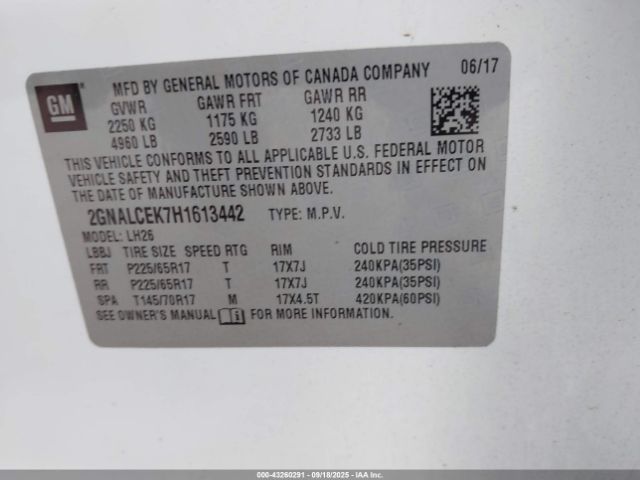 GM
MFD BY GENERAL MOTORS OF CANADA COMPANY 06/17
GVWR GAWR FRT GAWR RR
2250 KG 1175 KG 1240 KG
4960 LB 2590 LB 2733 LB
THIS VEHICLE CONFORMS TO ALL APPLICABLE U.S. FEDERAL MOTOR
VEHICLE SAFETY AND THEFT PREVENTION STANDARDS IN EFFECT ON
THE DATE OF MANUFACTURE SHOWN ABOVE.
2GNALCEK7H1613442 TYPE: M.P.V.
MODEL: LH26
LBBJ TIRE SIZE SPEED RTG RIM COLD TIRE PRESSURE
FRT P225/65R17 T 17X7J 240KPA(35PSI)
RR P225/65R17 T 17X7J 240KPA(35PSI)
SPA T145/70R17 M 17X4.5T 420KPA(60PSI)
SEE OWNER'S MANUAL FOR MORE INFORMATION.
000-43260291 - 09/18/2025 - IAAI.com